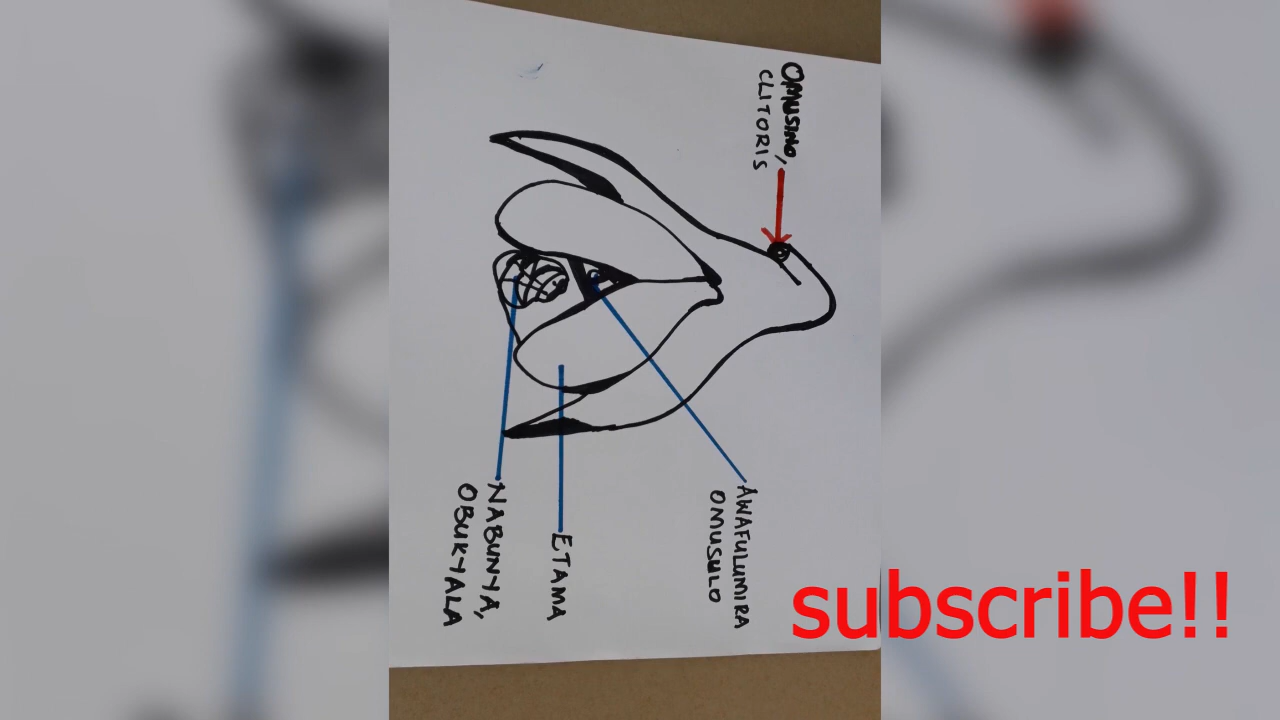 OMUSINO,
CLITORIS
AWAFULUMIRA
OMUSULO
ETAMA
NABUNYA,
OBUKYALA
subscribe!!